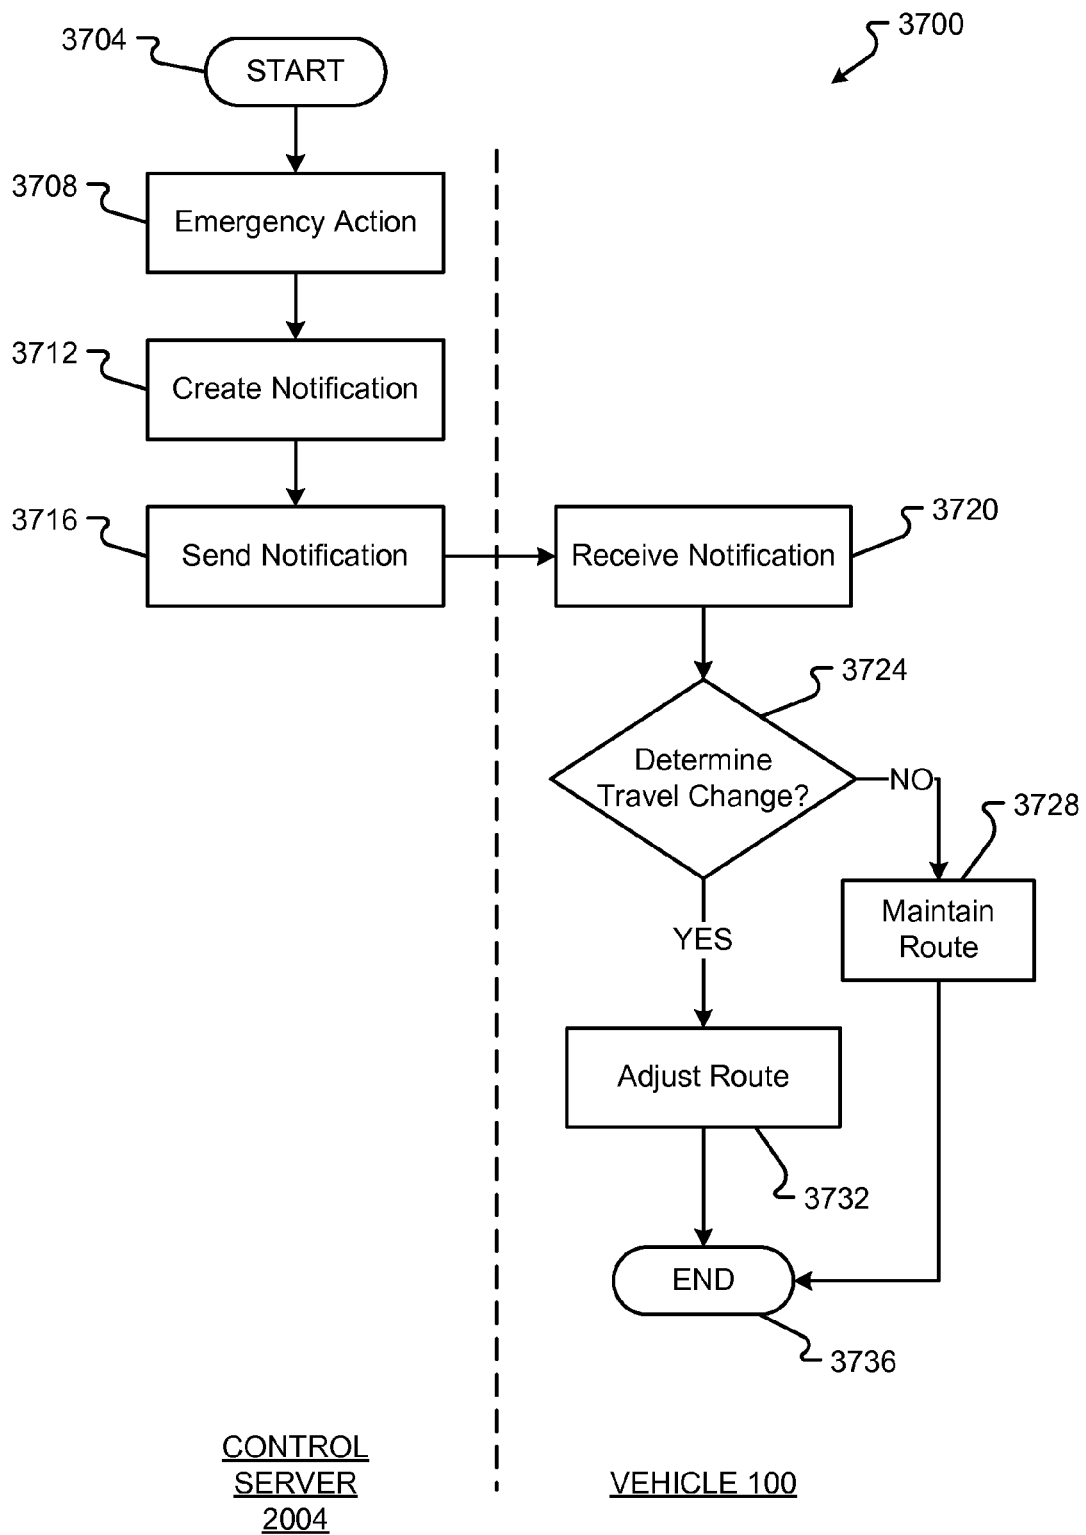 3700
3704
START
3708
Emergency Action
3712
Create Notification
3716
Send Notification
Receive Notification
3720
3724
Determine
Travel Change?
NO
3728
Maintain
Route
YES
Adjust Route
3732
END
3736
CONTROL
SERVER
2004
VEHICLE 100